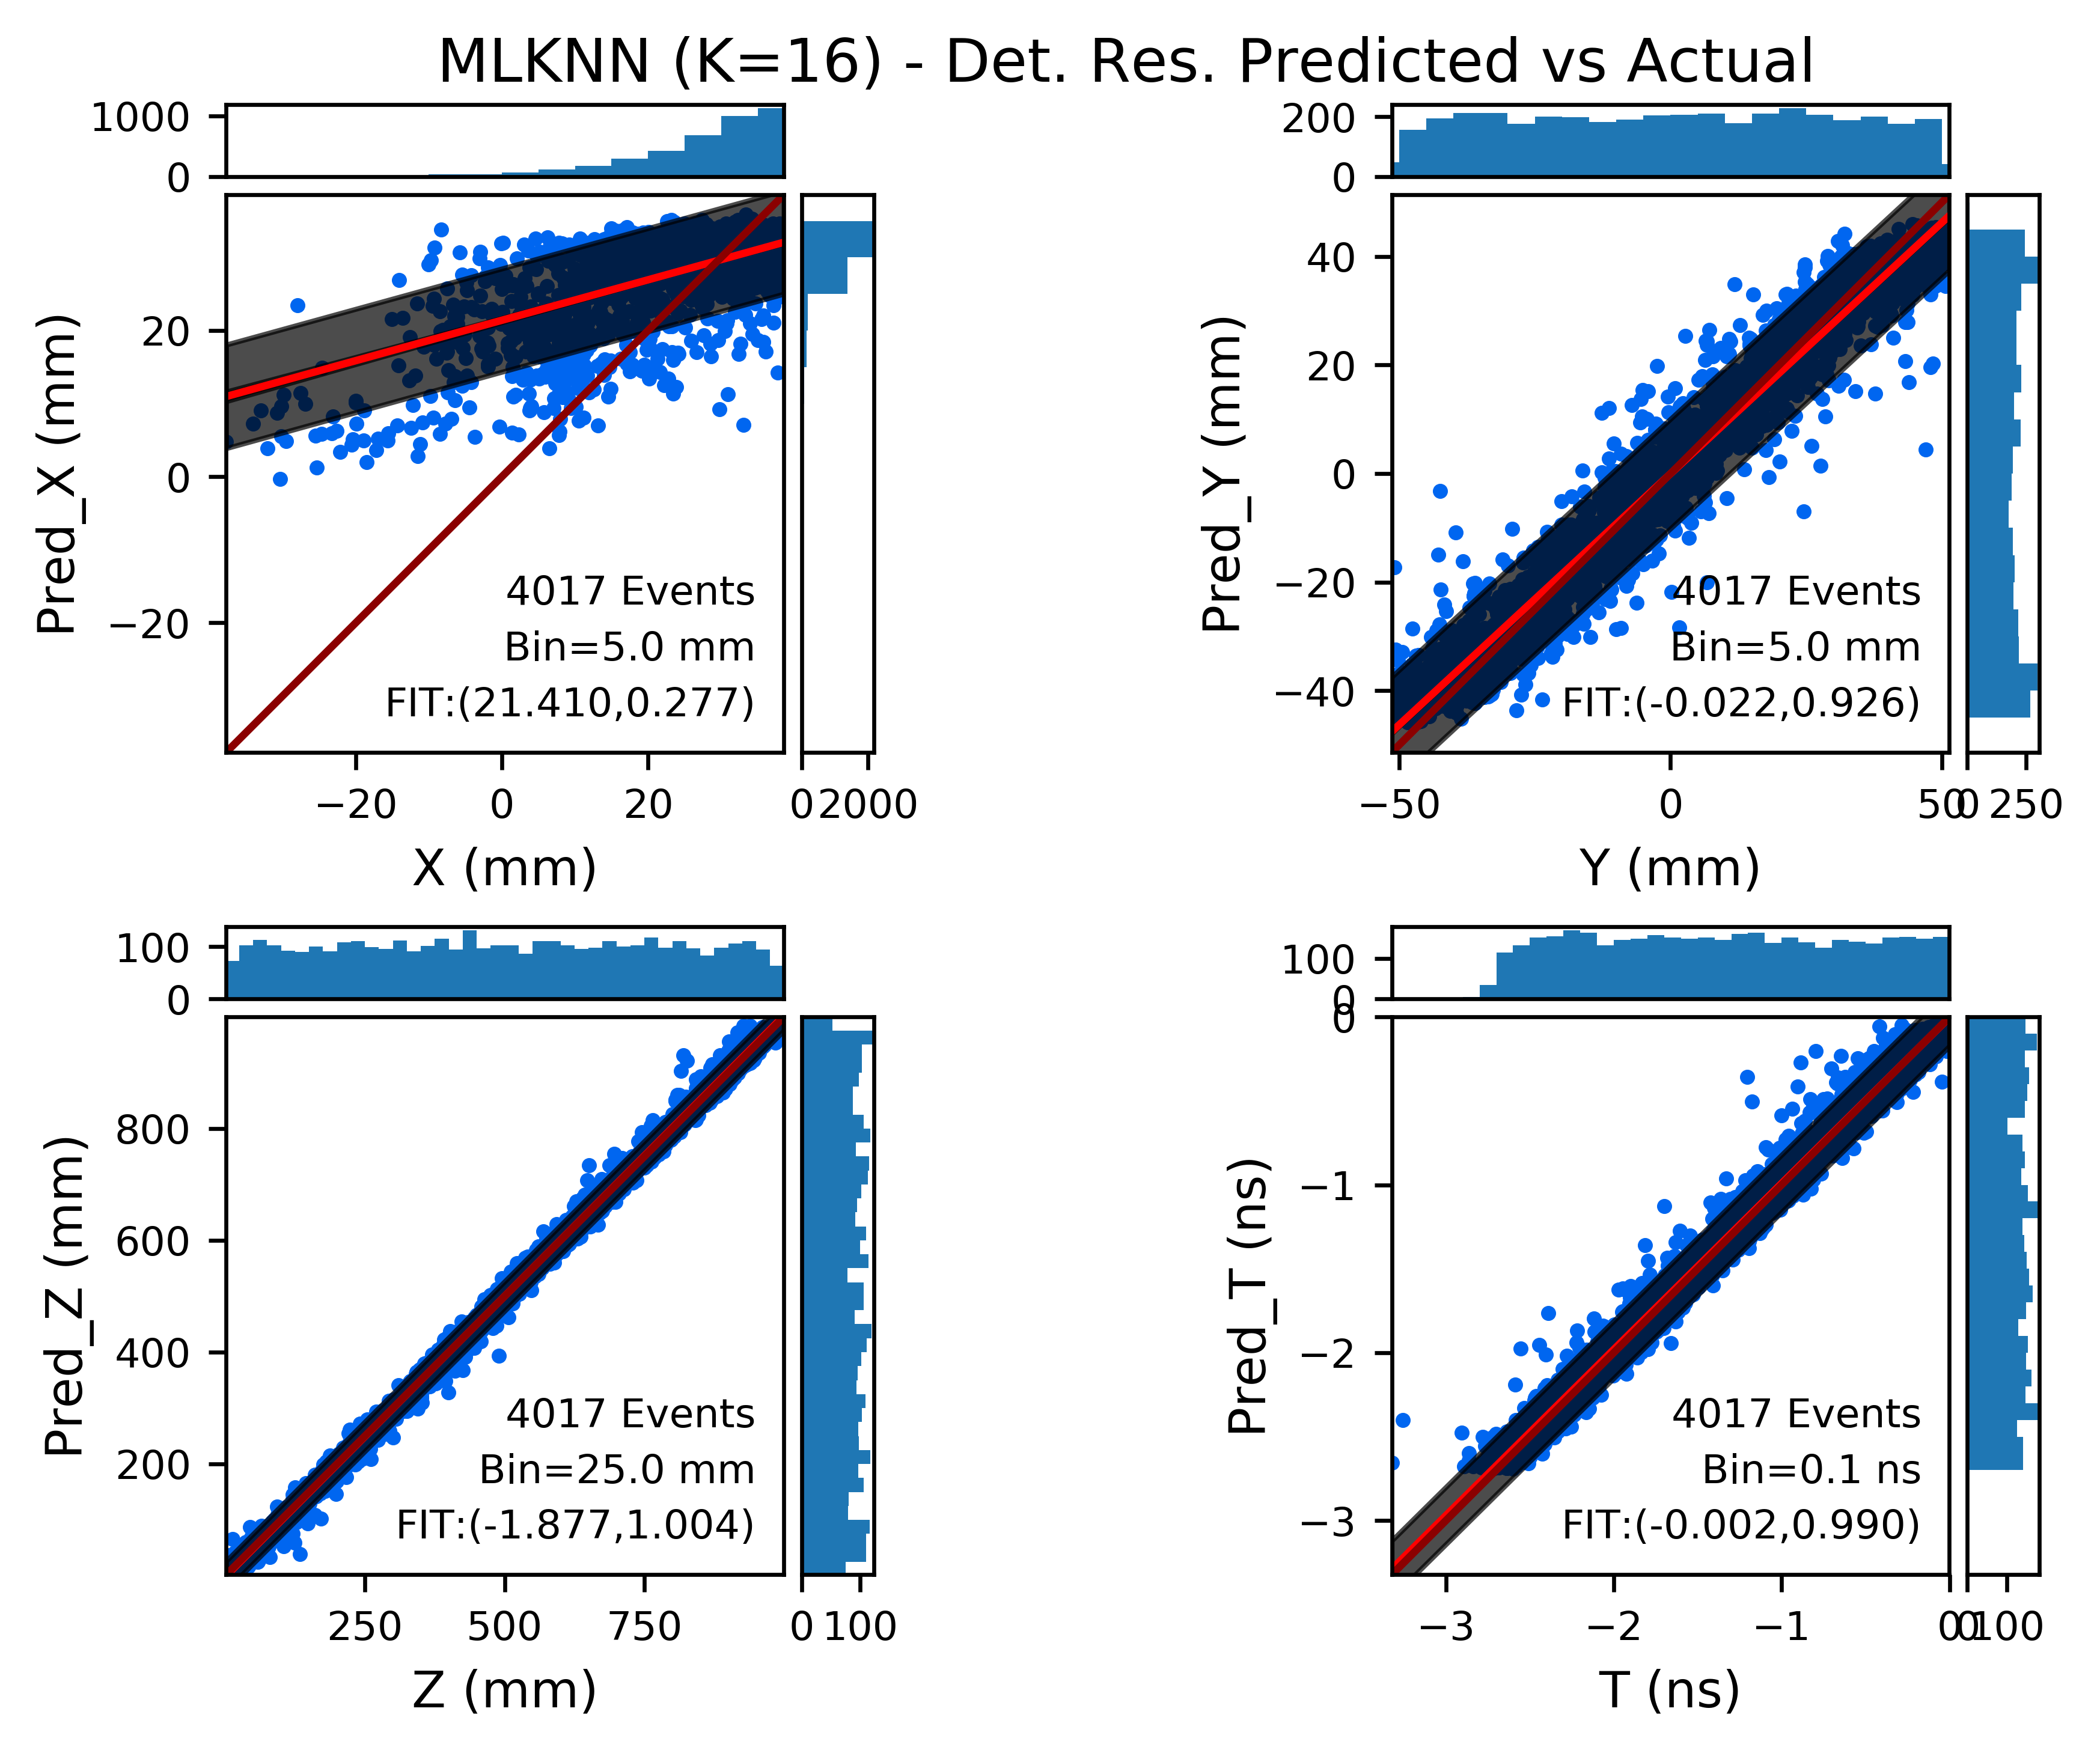 MLKNN (K=16) - Det. Res. Predicted vs Actual
1000
0
Pred_X (mm)
20
0
−20
4017 Events
Bin=5.0 mm
FIT:(21.410,0.277)
−20 0 20 0 2000
X (mm)
200
0
Pred_Y (mm)
40
20
0
−20
−40
4017 Events
Bin=5.0 mm
FIT:(-0.022,0.926)
−50 0 50 0 250
Y (mm)
100
0
Pred_Z (mm)
800
600
400
200
4017 Events
Bin=25.0 mm
FIT:(-1.877,1.004)
250 500 750 0 100
Z (mm)
100
0
0
Pred_T (ns)
−1
−2
−3
4017 Events
Bin=0.1 ns
FIT:(-0.002,0.990)
−3 −2 −1 0 0 100
T (ns)